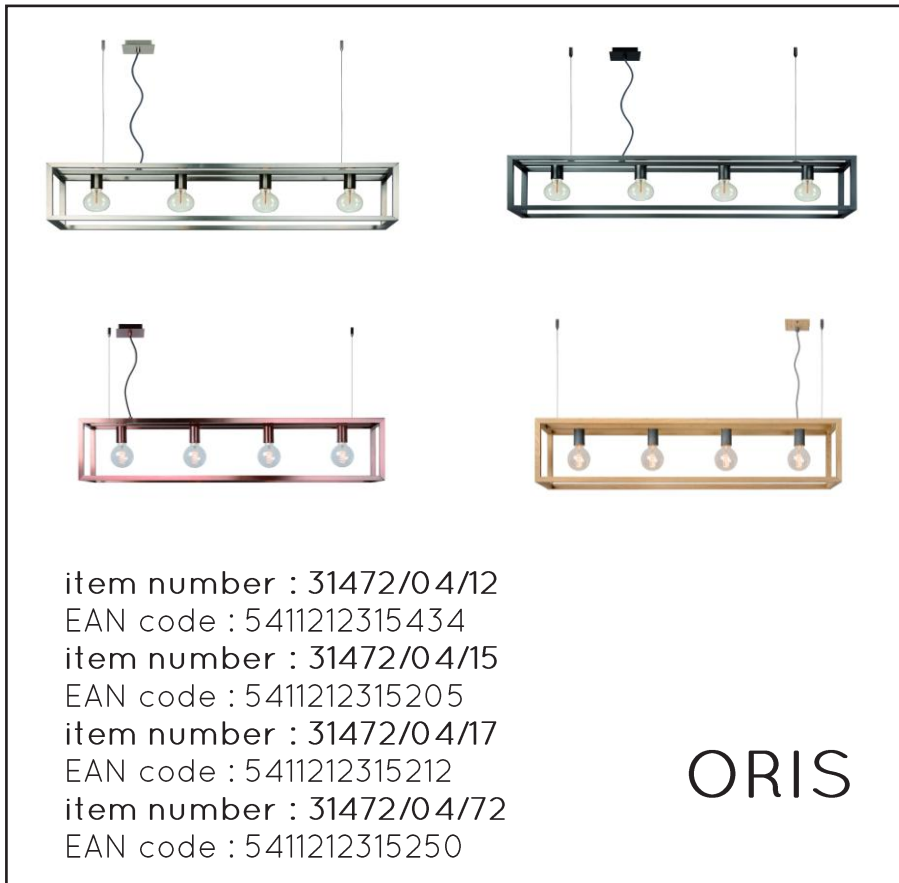 item number : 31472/04/12
EAN code : 5411212315434
item number : 31472/04/15
EAN code : 5411212315205
item number : 31472/04/17
EAN code : 5411212315212
item number : 31472/04/72
EAN code : 5411212315250
ORIS